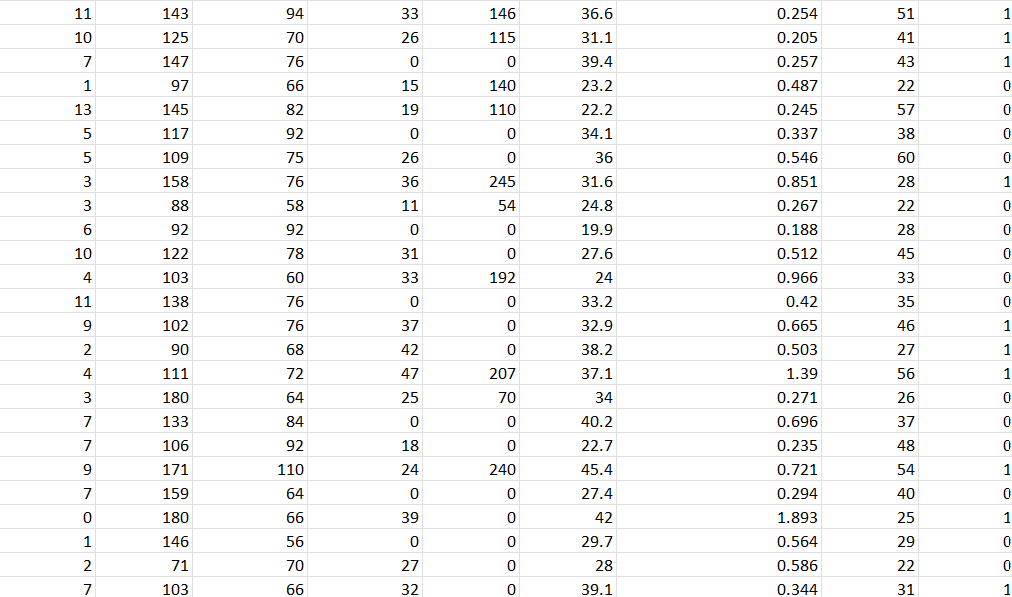 11 143 94 33 146 36.6 0.254 51 1
10 125 70 26 115 31.1 0.205 41 1
7 147 76 0 0 39.4 0.257 43 1
1 97 66 15 140 23.2 0.487 22 0
13 145 82 19 110 22.2 0.245 57 0
5 117 92 0 0 34.1 0.337 38 0
5 109 75 26 0 36 0.546 60 0
3 158 76 36 245 31.6 0.851 28 1
3 88 58 11 54 24.8 0.267 22 0
6 92 92 0 0 19.9 0.188 28 0
10 122 78 31 0 27.6 0.512 45 0
4 103 60 33 192 24 0.966 33 0
11 138 76 0 0 33.2 0.42 35 0
9 102 76 37 0 32.9 0.665 46 1
2 90 68 42 0 38.2 0.503 27 1
4 111 72 47 207 37.1 1.39 56 1
3 180 64 25 70 34 0.271 26 0
7 133 84 0 0 40.2 0.696 37 0
7 106 92 18 0 22.7 0.235 48 0
9 171 110 24 240 45.4 0.721 54 1
7 159 64 0 0 27.4 0.294 40 0
0 180 66 39 0 42 1.893 25 1
1 146 56 0 0 29.7 0.564 29 0
2 71 70 27 0 28 0.586 22 0
7 103 66 32 0 39.1 0.344 31 1